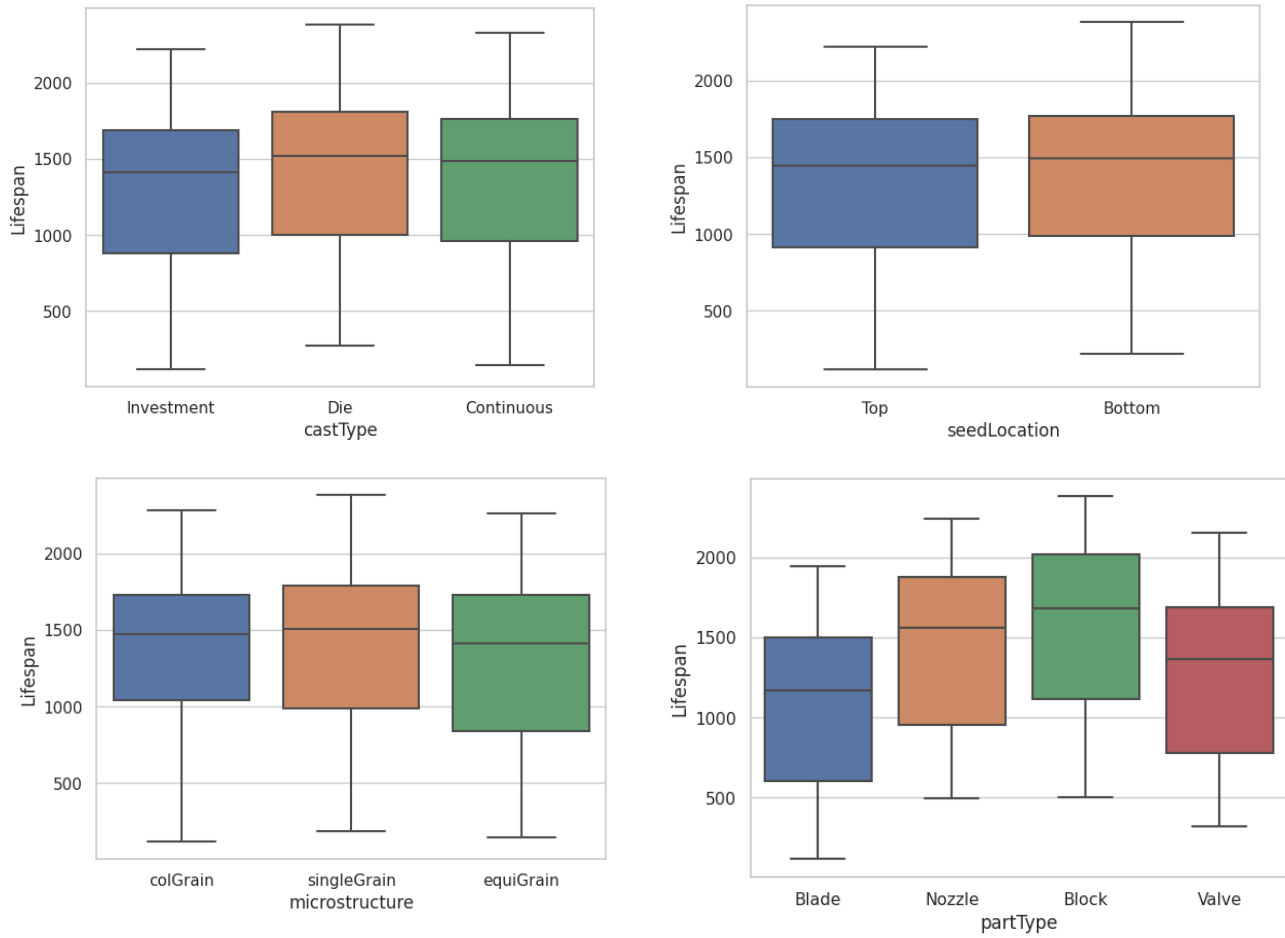 Lifespan
2000
1500
1000
500
Investment Die Continuous
castType
Lifespan
2000
1500
1000
500
Top Bottom
seedLocation
Lifespan
2000
1500
1000
500
colGrain singleGrain equiGrain
microstructure
Lifespan
2000
1500
1000
500
Blade Nozzle Block Valve
partType